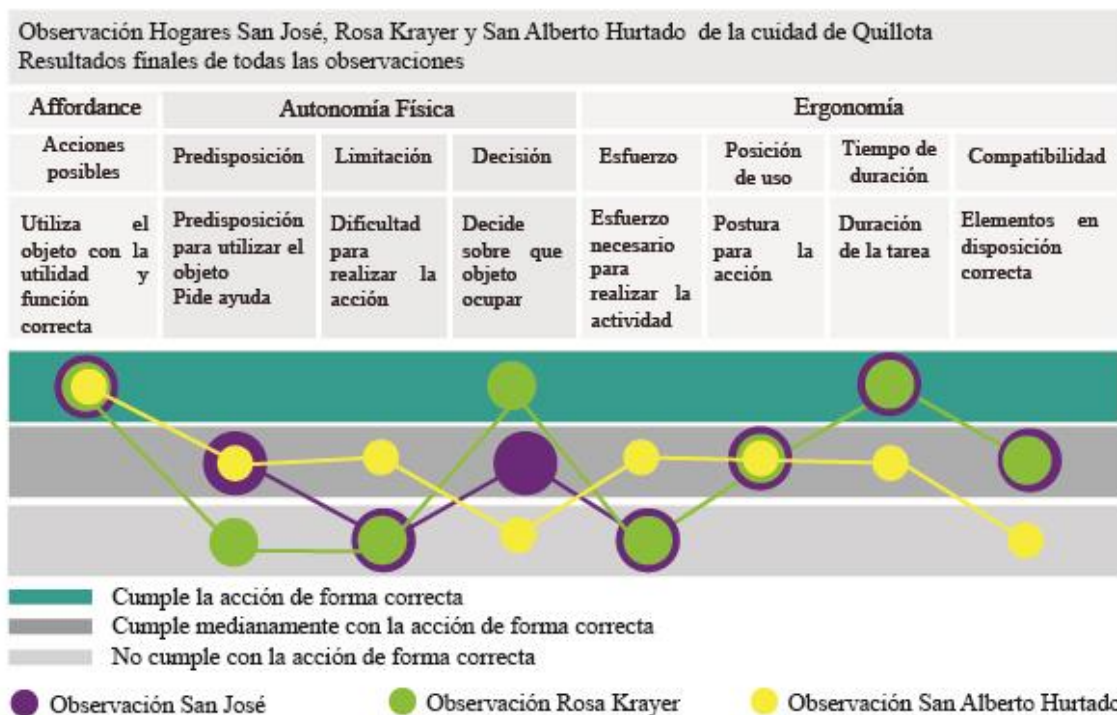 Observación Hogares San José, Rosa Krayer y San Alberto Hurtado de la cuidad de Quillota
Resultados finales de todas las observaciones
Affordance
Autonomía Física
Ergonomía
Acciones
posibles
Predisposición
Limitación
Decisión
Esfuerzo
Posición
de uso
Tiempo de
duración
Compatibilidad
Utiliza el
objeto con la
utilidad y
función
correcta
Predisposición
para utilizar el
objeto
Pide ayuda
Dificultad
para
realizar la
acción
Decide
sobre que
objeto
ocupar
Esfuerzo
necesario
para
realizar la
actividad
Postura
para la
acción
Duración
de la tarea
Elementos en
disposición
correcta
Cumple la acción de forma correcta
Cumple medianamente con la acción de forma correcta
No cumple con la acción de forma correcta
Observación San José
Observación Rosa Krayer
Observación San Alberto Hurtado